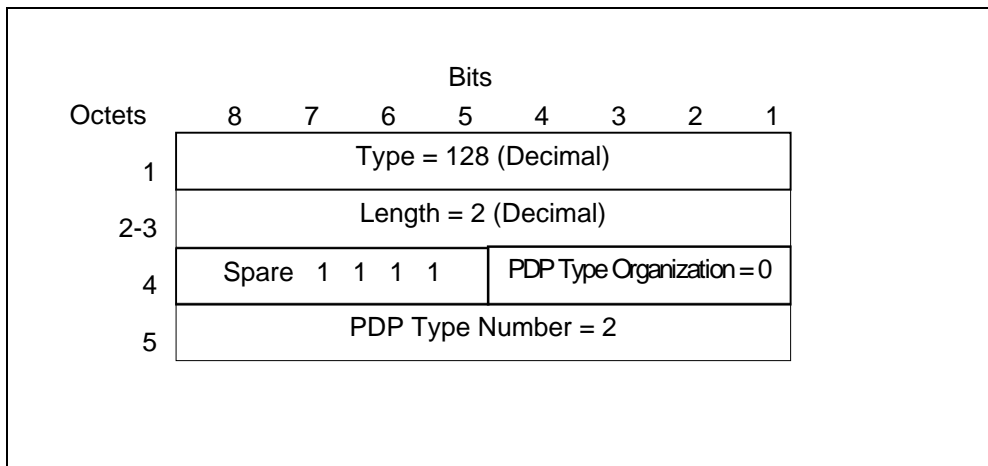 Bits
Octets 8 7 6 5 4 3 2 1
1 Type = 128 (Decimal)
2-3 Length = 2 (Decimal)
4 Spare 1 1 1 1 PDP Type Organization = 0
5 PDP Type Number = 2